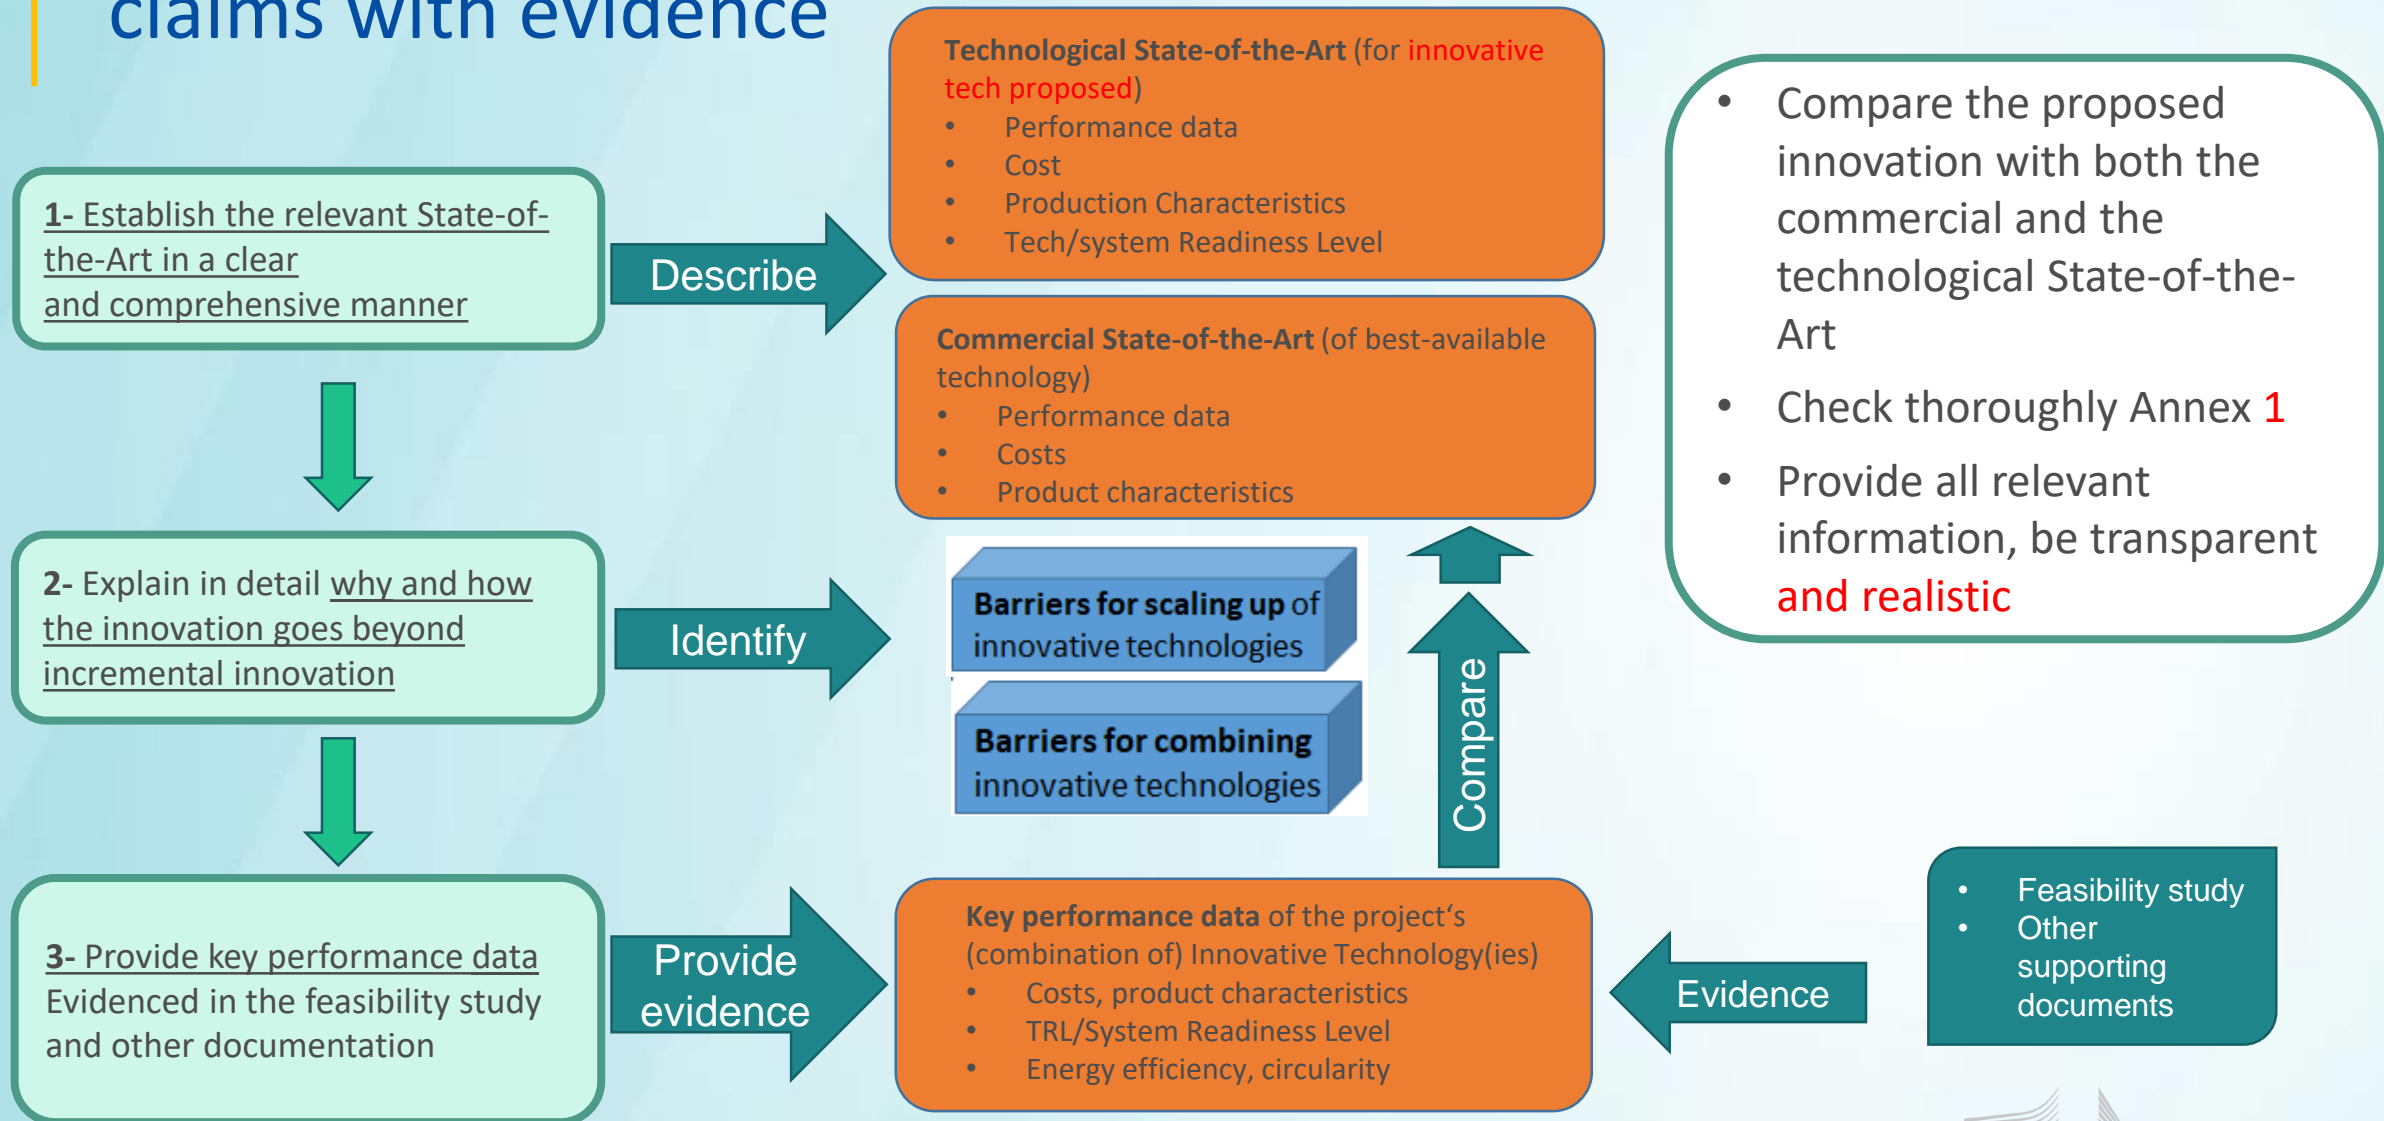 claims with evidence
Technological State-of-the-Art (for innovative
tech proposed)
• Performance data
• Cost
• Production Characteristics
• Tech/system Readiness Level
1- Establish the relevant State-of-
the-Art in a clear
and comprehensive manner
Describe
Commercial State-of-the-Art (of best-available
technology)
• Performance data
• Costs
• Product characteristics
• Compare the proposed
innovation with both the
commercial and the
technological State-of-the-
Art
• Check thoroughly Annex 1
• Provide all relevant
information, be transparent
and realistic
2- Explain in detail why and how
the innovation goes beyond
incremental innovation
Identify
Barriers for scaling up of
innovative technologies
Barriers for combining
innovative technologies
Compare
3- Provide key performance data
Evidenced in the feasibility study
and other documentation
Provide
evidence
Key performance data of the project‘s
(combination of) Innovative Technology(ies)
• Costs, product characteristics
• TRL/System Readiness Level
• Energy efficiency, circularity
Evidence
• Feasibility study
• Other
supporting
documents